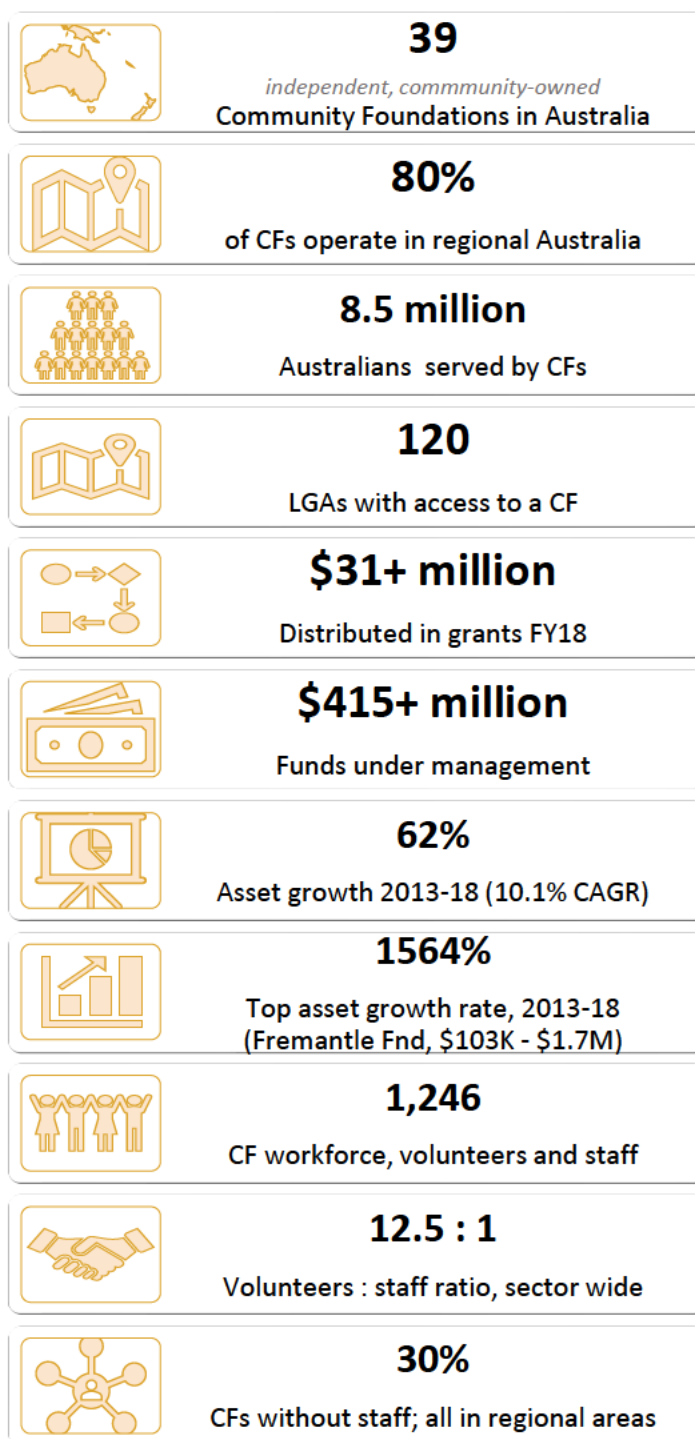 39
independent, commmunity-owned
Community Foundations in Australia
80%
of CFs operate in regional Australia
8.5 million
Australians served by CFs
120
LGAs with access to a CF
$31+ million
Distributed in grants FY18
$415+ million
Funds under management
62%
Asset growth 2013-18 (10.1% CAGR)
1564%
Top asset growth rate, 2013-18
(Fremantle Fnd, $103K - $1.7M)
1,246
CF workforce, volunteers and staff
12.5 : 1
Volunteers : staff ratio, sector wide
30%
CFs without staff; all in regional areas